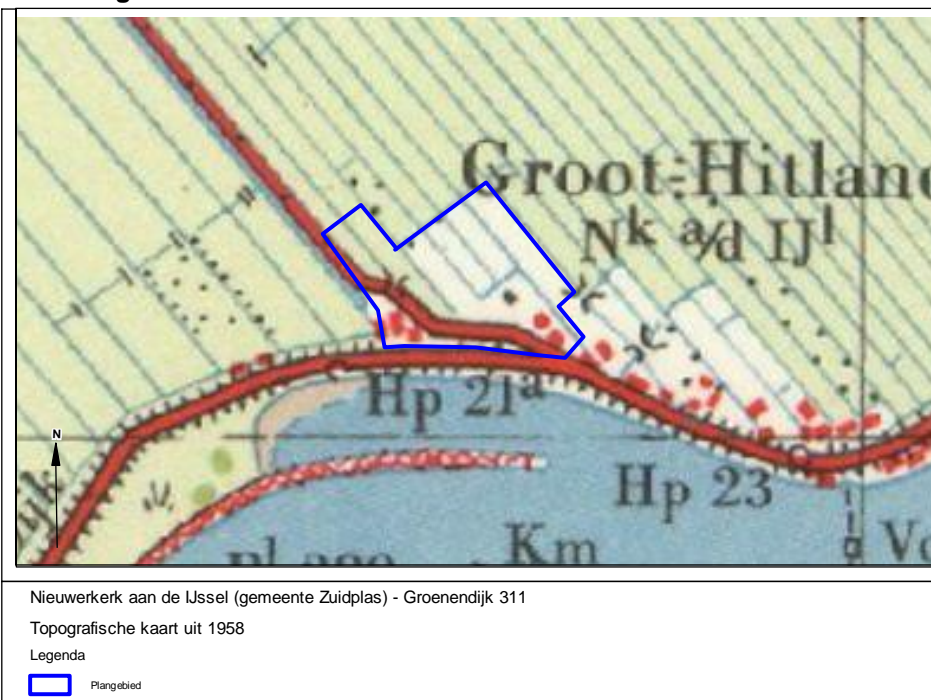 Groot-Hitland
Nk a/d IJl
Hp 21a
Hp 23
Km
N
Nieuwerkerk aan de IJssel (gemeente Zuidplas) - Groenendijk 311
Topografische kaart uit 1958
Legenda
Plangebied